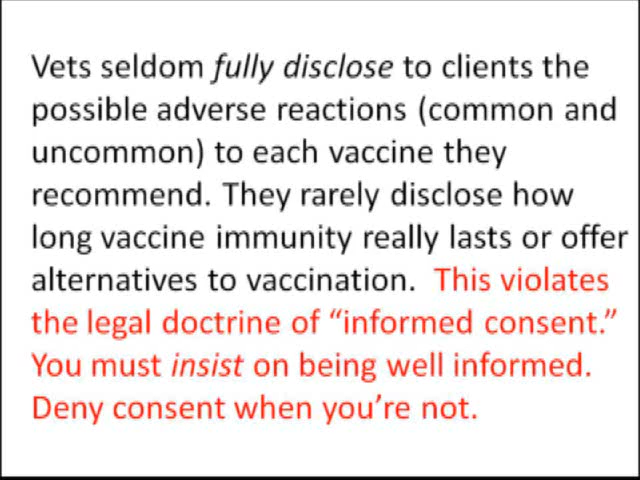 Vets seldom fully disclose to clients the
possible adverse reactions (common and
uncommon) to each vaccine they
recommend. They rarely disclose how
long vaccine immunity really lasts or offer
alternatives to vaccination. This violates
the legal doctrine of “informed consent.”
You must insist on being well informed.
Deny consent when you’re not.